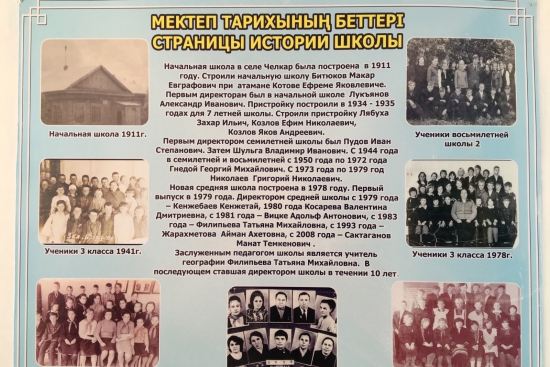 МЕКТЕП ТАРИХЫНЫҢ БЕТТЕРІ
СТРАНИЦЫ ИСТОРИИ ШКОЛЫ
Начальная школа в селе Челкар была построена в 1911
году. Строили начальную школу Битюков Макар
Евграфович при атамане Котове Ефреме Яковлевиче.
Первым директором был в начальной школе Лукъянов
Александр Иванович. Пристройку построили в 1934 - 1935
годах для 7 летней школы. Строили пристройку Лябуха
Захар Ильич, Козлов Ефим Николаевич,
Козлов Яков Андреевич.
Первым директором семилетней школы был Пудов Иван
Степанович. Затем Шульга Владимир Иванович. С 1944 года
в семилетней и восьмилетней с 1950 года по 1972 года
Гнедой Георгий Михайлович. С 1973 года по 1979 год
Николаев Григорий Николаевич.
Новая средняя школа построена в 1978 году. Первый
выпуск в 1979 года. Директором средней школы с 1979 года
– Кенжебаев Кенжетай, 1980 года Косарева Валентина
Дмитриевна, с 1981 года – Вицке Адольф Антонович, с 1983
года – Филипьева Татьяна Михайловна, с 1993 года –
Жарахметова Айман Ахетовна, с 2008 года – Сактаганов
Манат Темкенович .
Заслуженным педагогом школы является учитель
географии Филипьева Татьяна Михайловна. В
последующем ставшая директором школы в течении 10 лет.
Начальная школа 1911г.
Ученики 3 класса 1941г.
Ученики восьмилетней
школы 2
Ученики 3 класса 1978г.